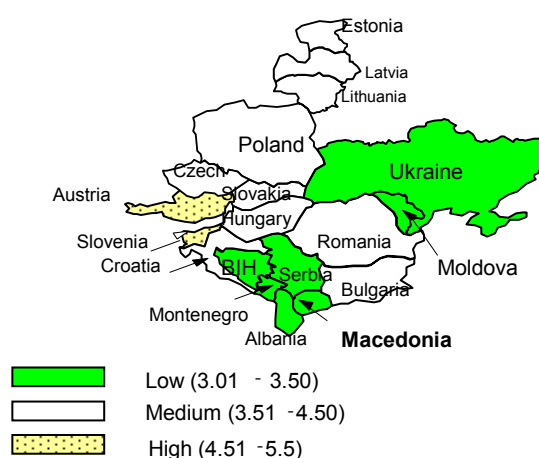 Estonia
Latvia
Lithuania
Poland
Czech
Ukraine
Slovakia
Austria
Hungary
Slovenia
Romania
Croatia
BIH
Serbia
Moldova
Bulgaria
Montenegro
Albania
Macedonia
Low (3.01 - 3.50)
Medium (3.51 -4.50)
High (4.51 -5.5)